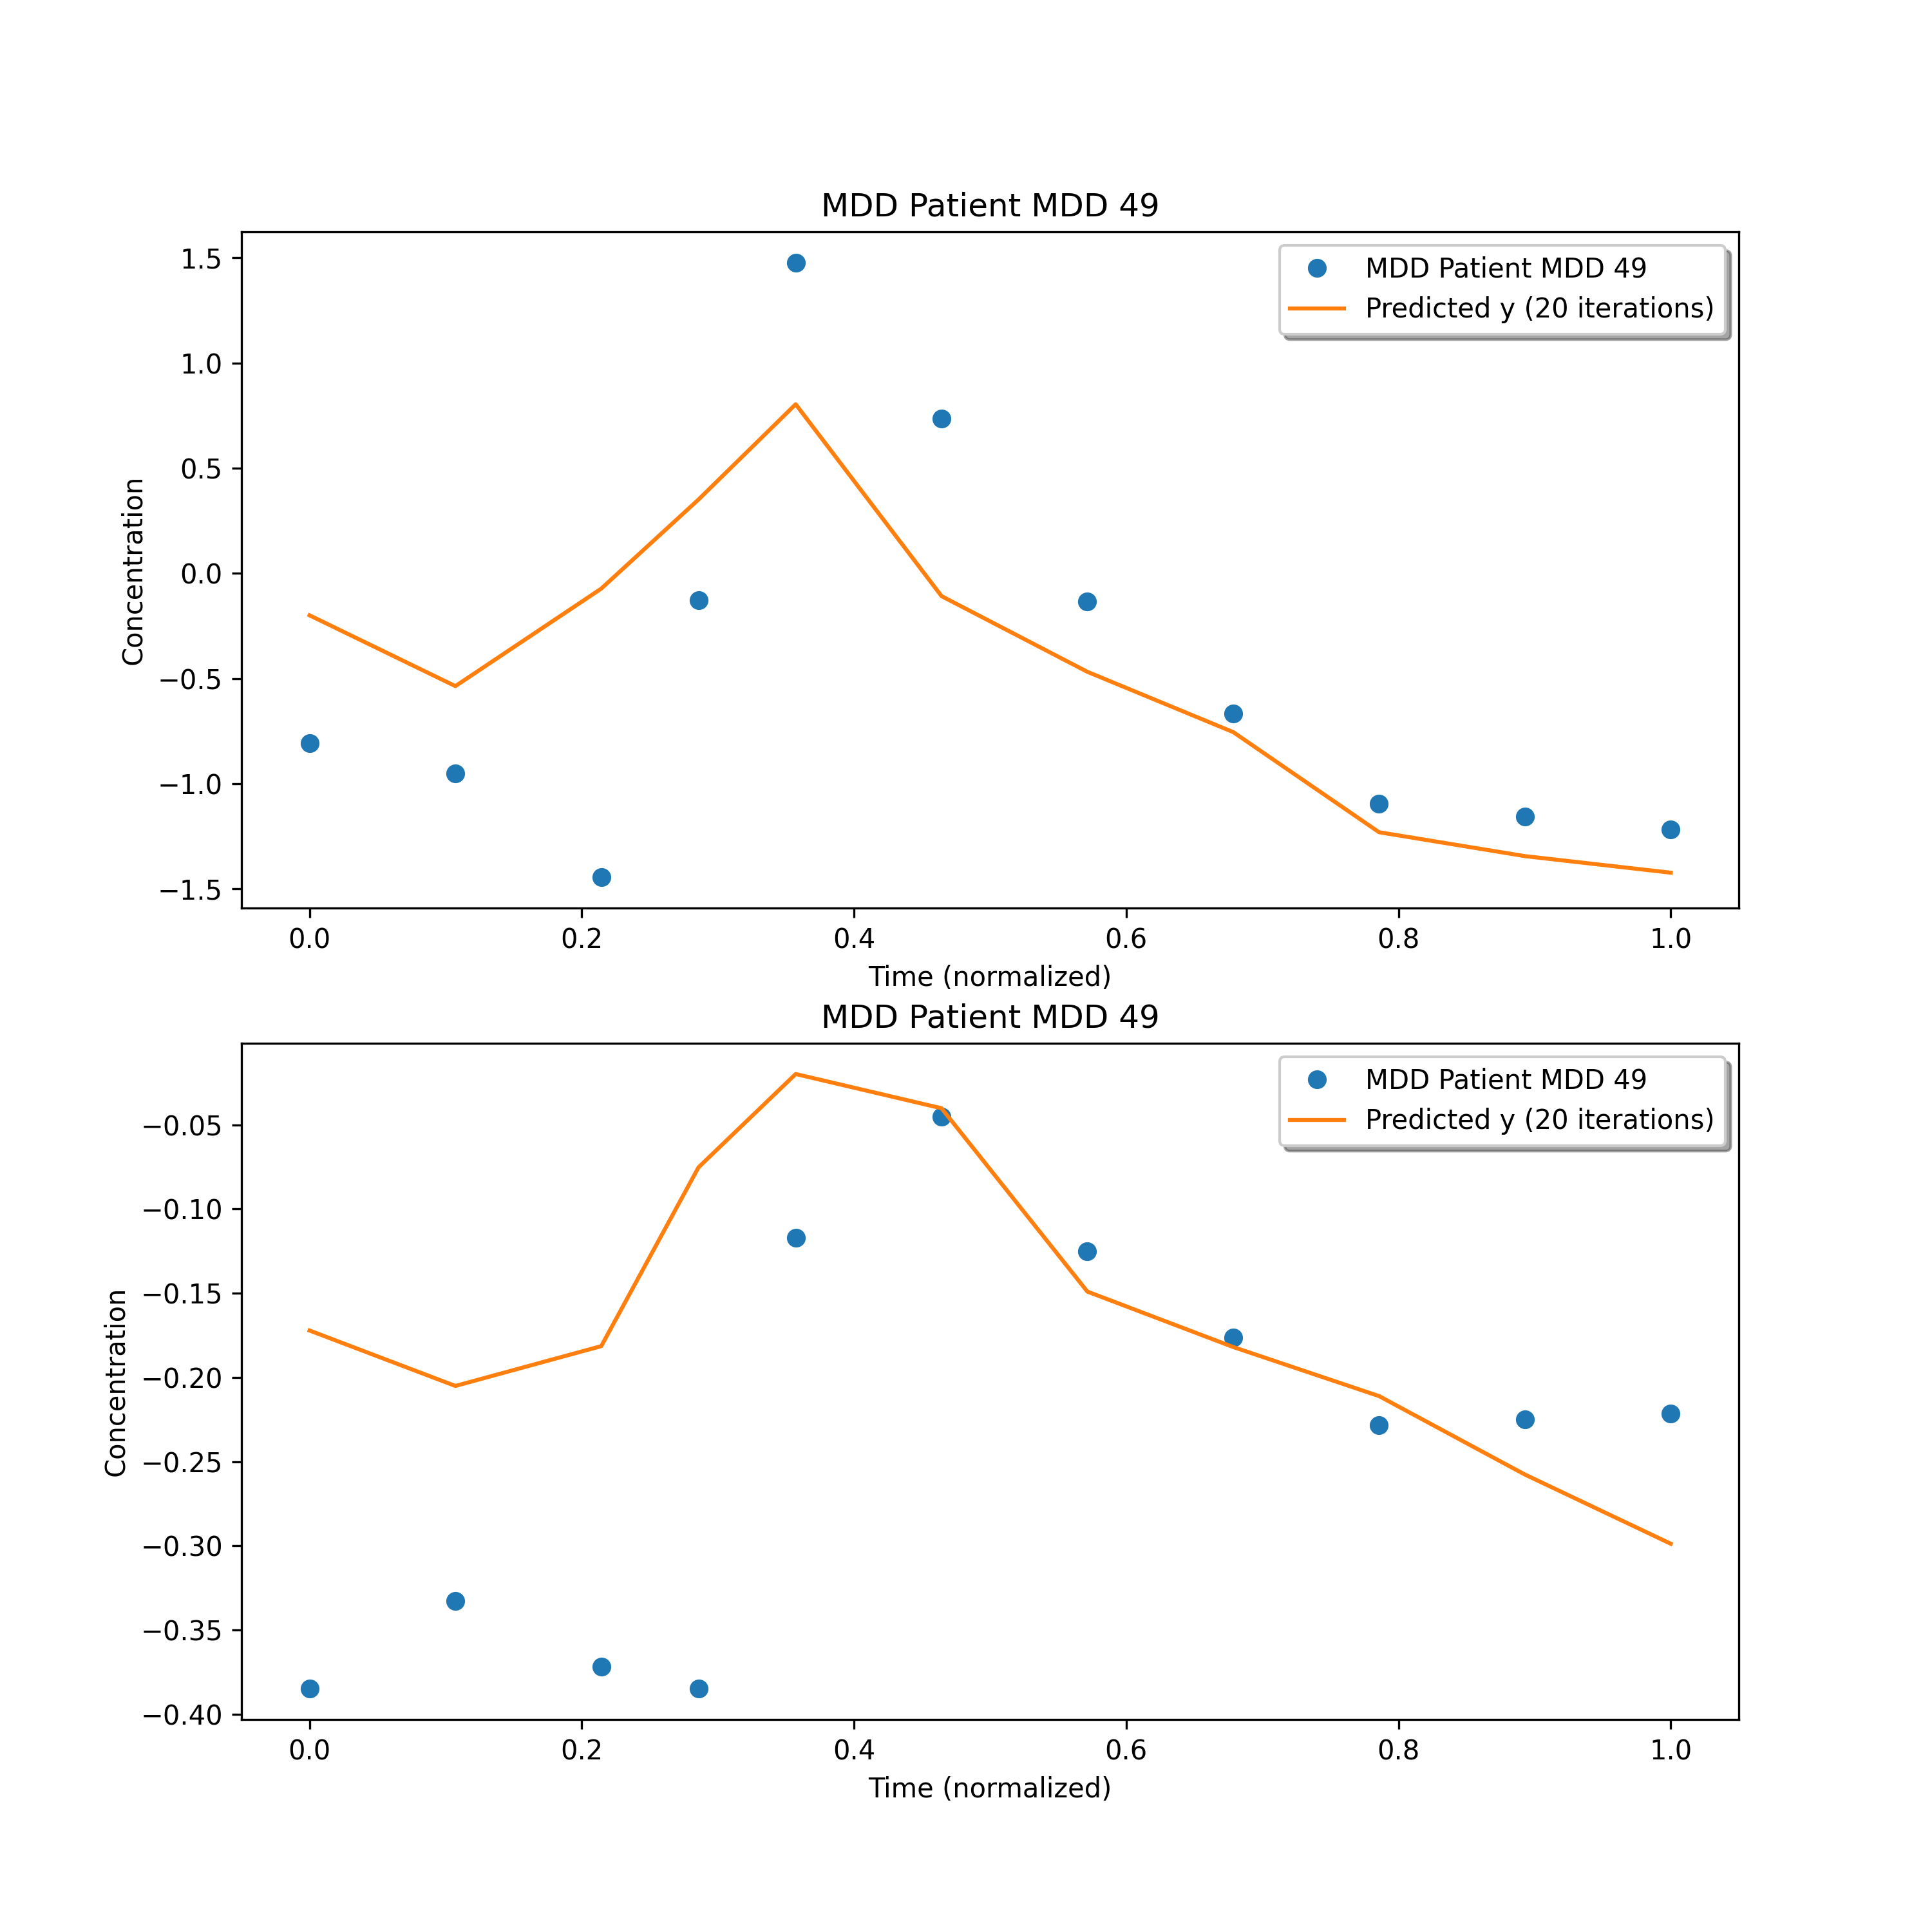 MDD Patient MDD 49
MDD Patient MDD 49
Predicted y (20 iterations)
1.5
1.0
0.5
0.0
−0.5
−1.0
−1.5
Concentration
0.0 0.2 0.4 0.6 0.8 1.0
Time (normalized)
MDD Patient MDD 49
MDD Patient MDD 49
Predicted y (20 iterations)
−0.05
−0.10
−0.15
−0.20
−0.25
−0.30
−0.35
−0.40
Concentration
0.0 0.2 0.4 0.6 0.8 1.0
Time (normalized)